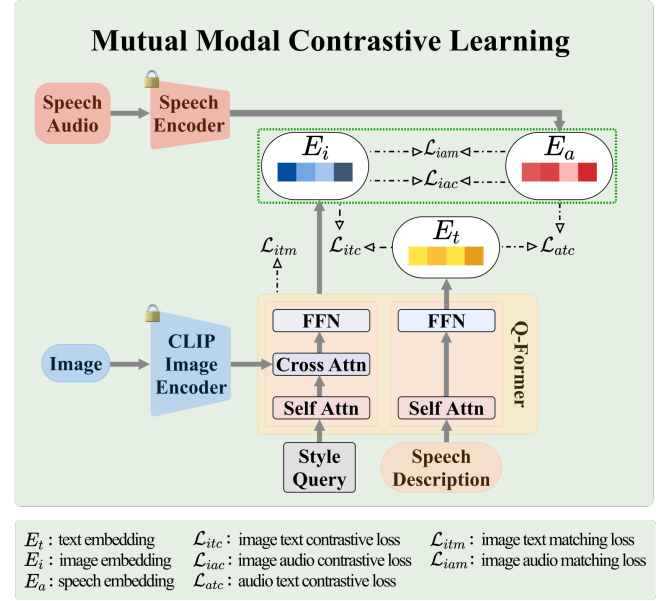 Mutual Modal Contrastive Learning
Speech
Audio
Speech
Encoder
E_i
L_iam
L_iac
E_a
L_itm
L_itc
E_t
L_atc
FFN
FFN
Q-Former
Image
CLIP
Image
Encoder
Cross Attn
Self Attn
Self Attn
Style
Query
Speech
Description
E_t : text embedding
E_i : image embedding
E_a : speech embedding
L_itc : image text contrastive loss
L_iac : image audio contrastive loss
L_atc : audio text contrastive loss
L_itm : image text matching loss
L_iam : image audio matching loss